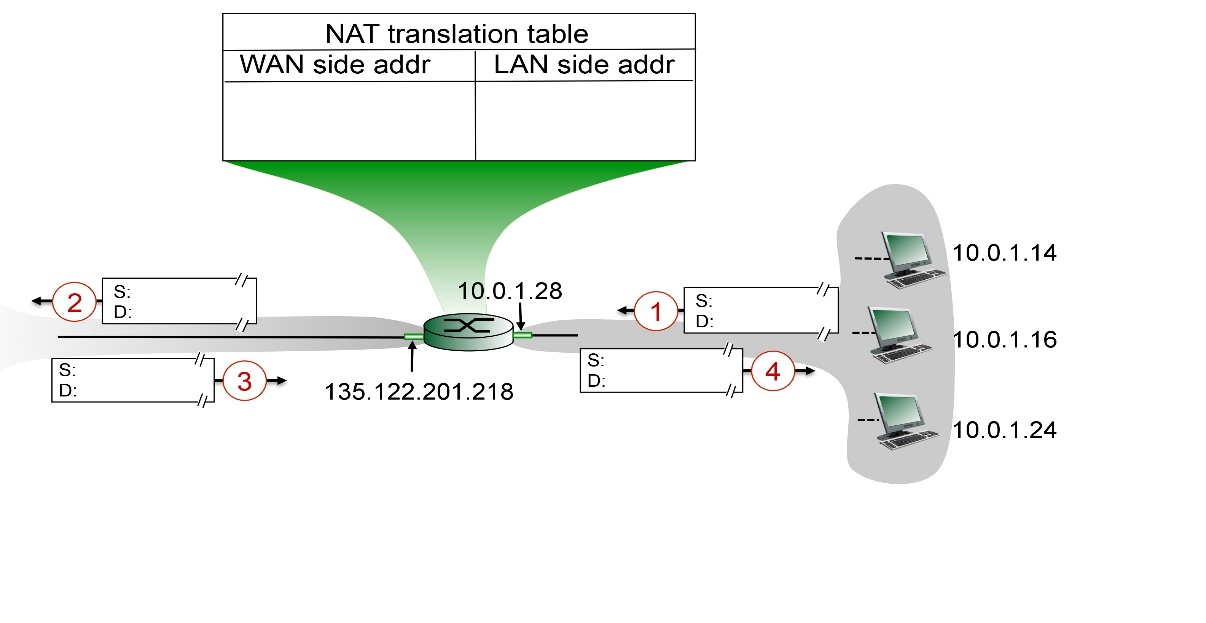 NAT translation table
WAN side addr LAN side addr
10.0.1.14
2 S:
D:
10.0.1.28
1 S:
D:
10.0.1.16
S:
D: 3
135.122.201.218
S:
D: 4
10.0.1.24